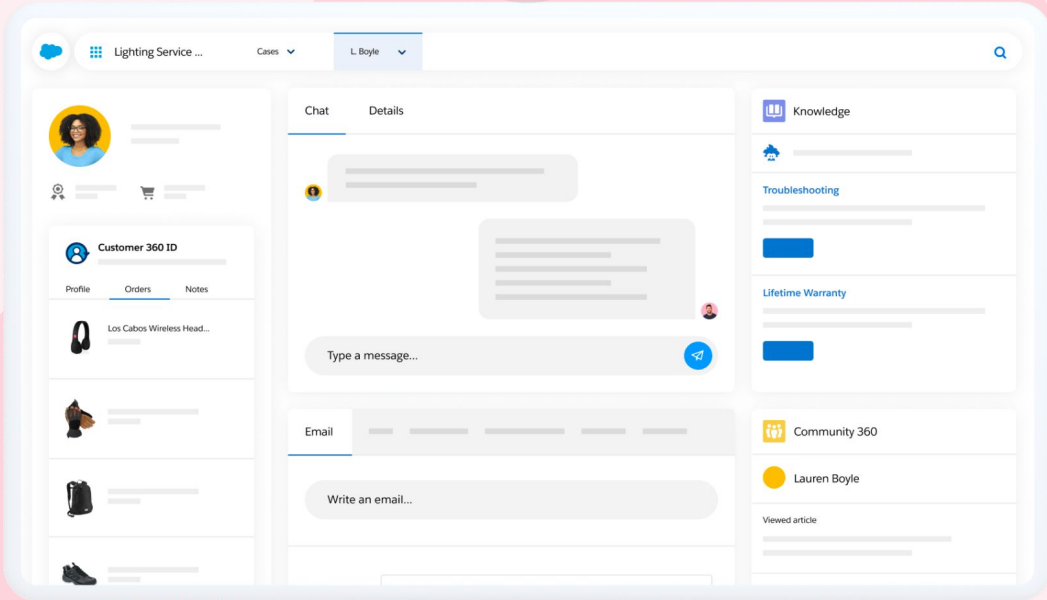 Lighting Service ...
Cases
L. Boyle
Customer 360 ID
Profile Orders Notes
Los Cabos Wireless Head...
Chat Details
Type a message...
Email
Write an email...
Knowledge
Troubleshooting
Lifetime Warranty
Community 360
Lauren Boyle
Viewed article